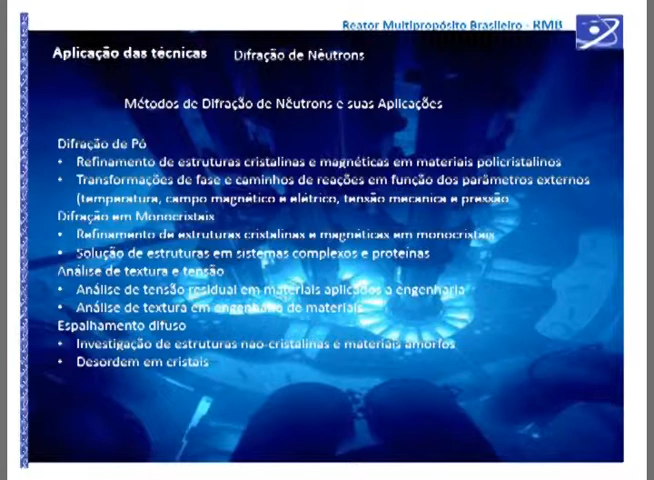 Reator Multipropósito Brasileiro - RMB
Aplicação das técnicas Difração de Nêutrons
Métodos de Difração de Nêutrons e suas Aplicações
Difração de Pó
• Refinamento de estruturas cristalinas e magnéticas em materiais policristalinos
• Transformações de fase e caminhos de reações em função dos parâmetros externos
(temperatura, campo magnético e elétrico, tensão mecanica e pressão
Difração em Monocristais
• Refinamento de estruturas cristalinas e magnéticas em monocristais
• Solução de estruturas em sistemas complexos e proteínas
Análise de textura e tensão
• Análise de tensão residual em materiais aplicados a engenharia
• Análise de textura em engenharia de materiais
Espalhamento difuso
• Investigação de estruturas nao-cristalinas e materiais amorfos
• Desordem em cristais